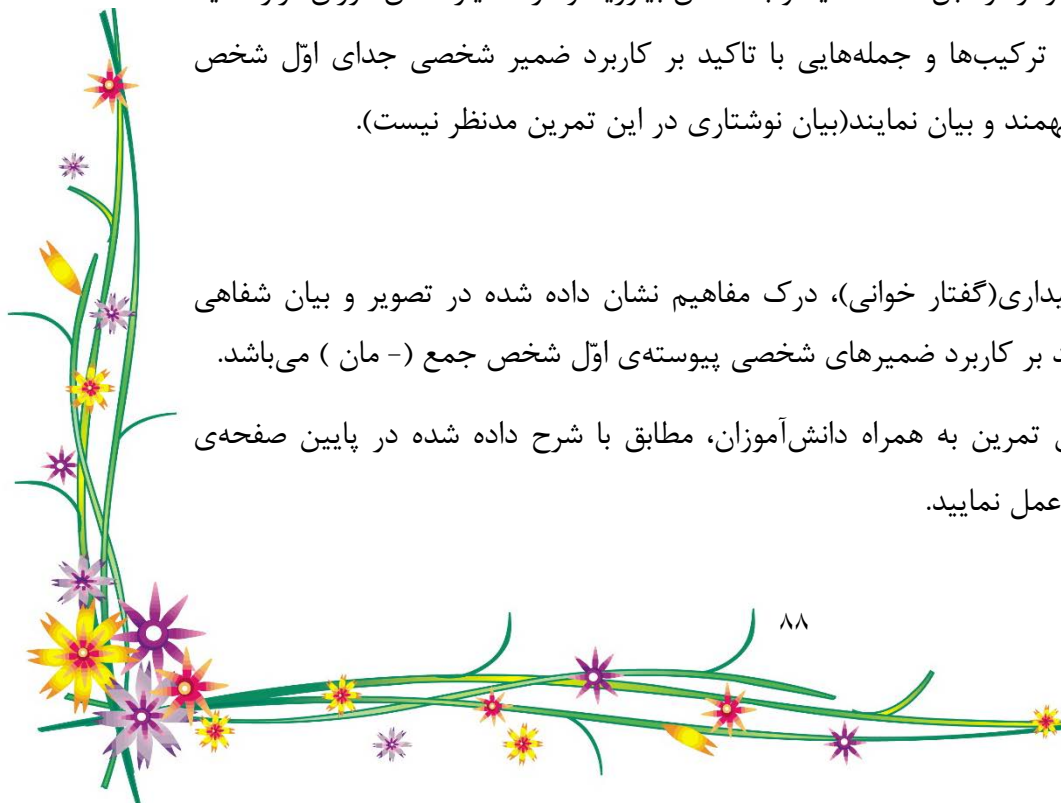 ترکیب‌ها و جمله‌هایی با تاکید بر کاربرد ضمیر شخصی جدای اوّل شخص
همند و بیان نمایند(بیان نوشتاری در این تمرین مدنظر نیست).
یداری(گفتار خوانی)، درک مفاهیم نشان داده شده در تصویر و بیان شفاهی
د بر کاربرد ضمیرهای شخصی پیوسته‌ی اوّل شخص جمع (- مان ) می‌باشد.
تمرین به همراه دانش‌آموزان، مطابق با شرح داده شده در پایین صفحه‌ی
عمل نمایید.
۸۸